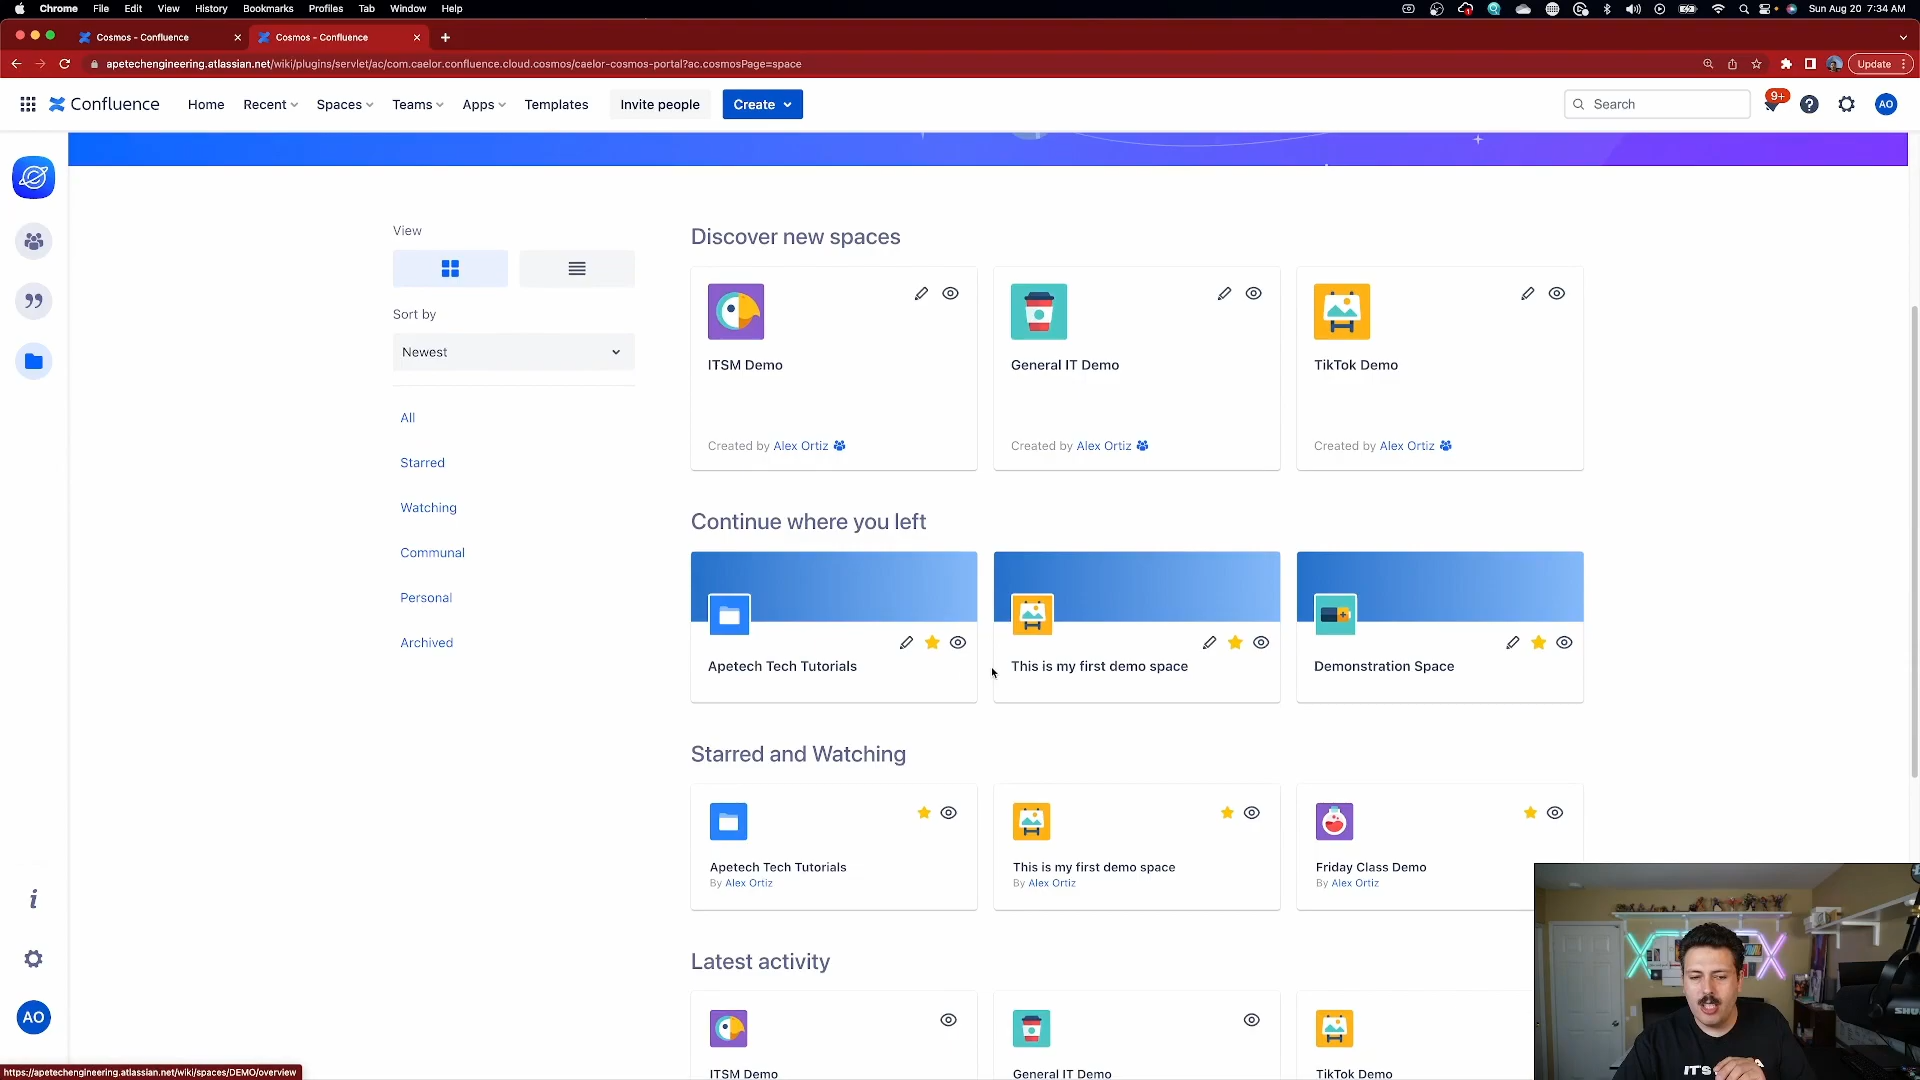 Chrome File Edit View History Bookmarks Profiles Tab Window Help
Sun Aug 20 7:34 AM
Cosmos - Confluence
Cosmos - Confluence
apetechengineering.atlassian.net/wiki/plugins/servlet/ac/com.caelor.confluence.cloud.cosmos/caelor-cosmos-portal?ac.cosmosPage=space
Update
Confluence Home Recent Spaces Teams Apps Templates Invite people Create
Search
9+
AO
View
Sort by
Newest
All
Starred
Watching
Communal
Personal
Archived
Discover new spaces
ITSM Demo
Created by Alex Ortiz
General IT Demo
Created by Alex Ortiz
TikTok Demo
Created by Alex Ortiz
Continue where you left
Apetech Tech Tutorials
This is my first demo space
Demonstration Space
Starred and Watching
Apetech Tech Tutorials
By Alex Ortiz
This is my first demo space
By Alex Ortiz
Friday Class Demo
By Alex Ortiz
Latest activity
ITSM Demo
General IT Demo
TikTok Demo
AO
https://apetechengineering.atlassian.net/wiki/spaces/DEMO/overview
IT'S